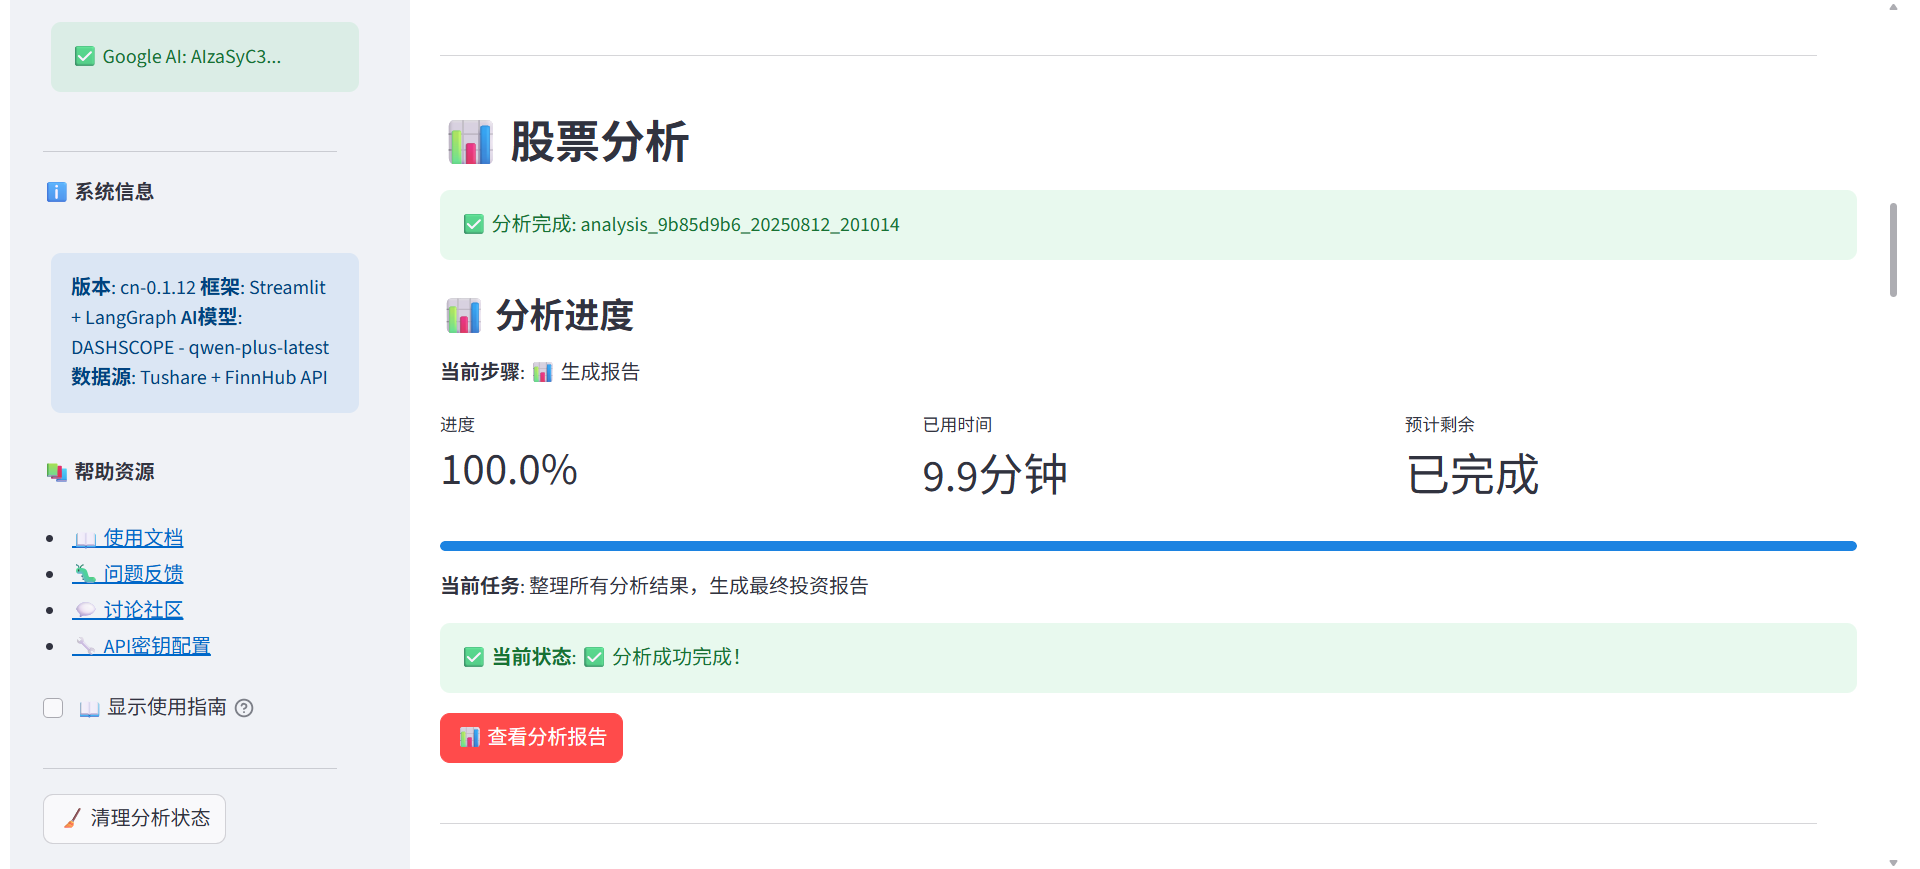 ✅ Google AI: AIzaSyC3...
ℹ️ 系统信息
版本: cn-0.1.12 框架: Streamlit
+ LangGraph AI模型:
DASHSCOPE - qwen-plus-latest
数据源: Tushare + FinnHub API
📚 帮助资源
• 📖 使用文档
• 🐛 问题反馈
• 💬 讨论社区
• 🔧 API密钥配置
📖 显示使用指南
🧹 清理分析状态
📊 股票分析
✅ 分析完成: analysis_9b85d9b6_20250812_201014
📊 分析进度
当前步骤: 📊 生成报告
进度
100.0%
已用时间
9.9分钟
预计剩余
已完成
当前任务: 整理所有分析结果，生成最终投资报告
✅ 当前状态: ✅ 分析成功完成！
📊 查看分析报告